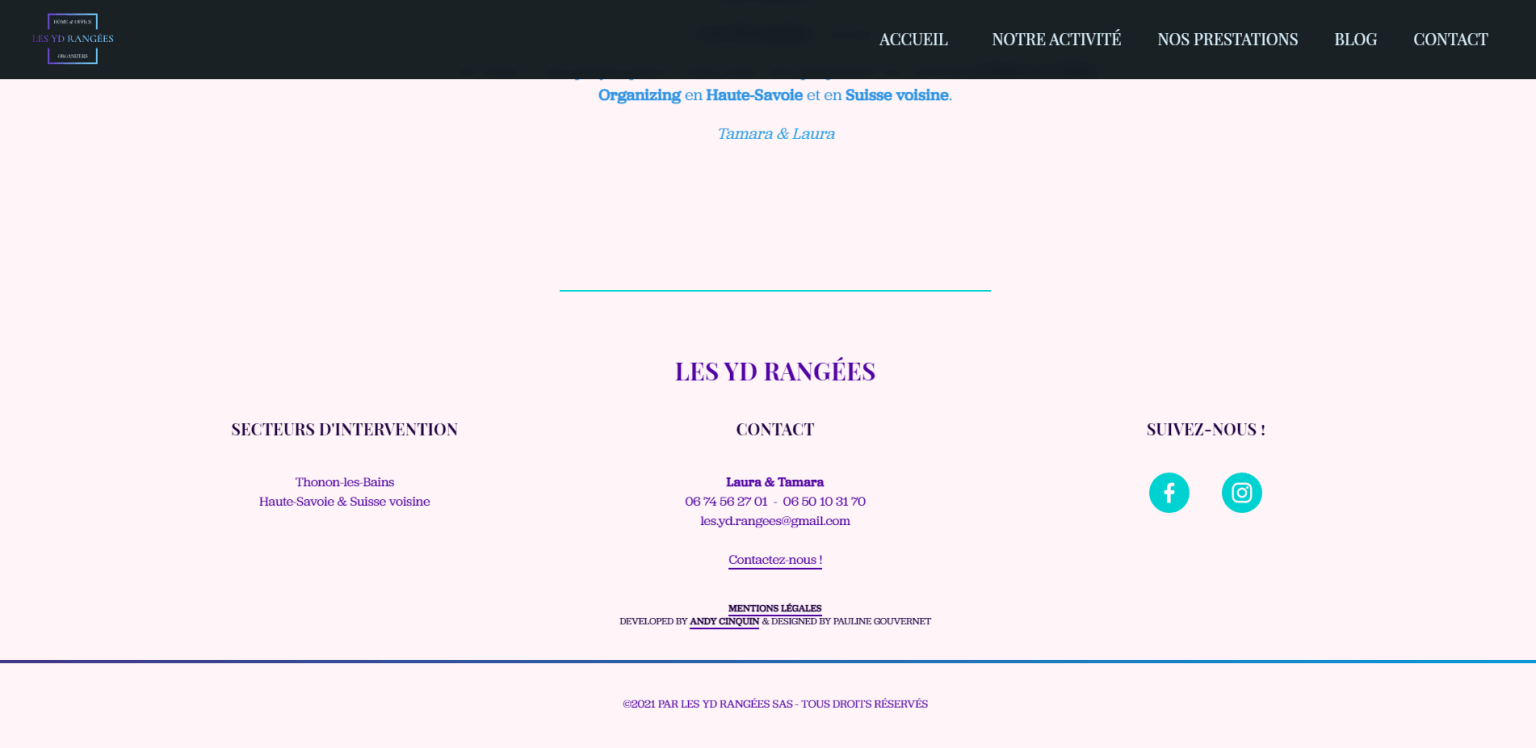 HOME & OFFICE
LES YD RANGÉES
ORGANIZERS
ACCUEIL NOTRE ACTIVITÉ NOS PRESTATIONS BLOG CONTACT
Organizing en Haute-Savoie et en Suisse voisine.
Tamara & Laura
LES YD RANGÉES
SECTEURS D'INTERVENTION
Thonon-les-Bains
Haute-Savoie & Suisse voisine
CONTACT
Laura & Tamara
06 74 56 27 01 - 06 50 10 31 70
les.yd.rangees@gmail.com
Contactez-nous !
SUIVEZ-NOUS !
MENTIONS LÉGALES
DEVELOPED BY ANDY CINQUIN & DESIGNED BY PAULINE GOUVERNET
©2021 PAR LES YD RANGÉES SAS - TOUS DROITS RÉSERVÉS